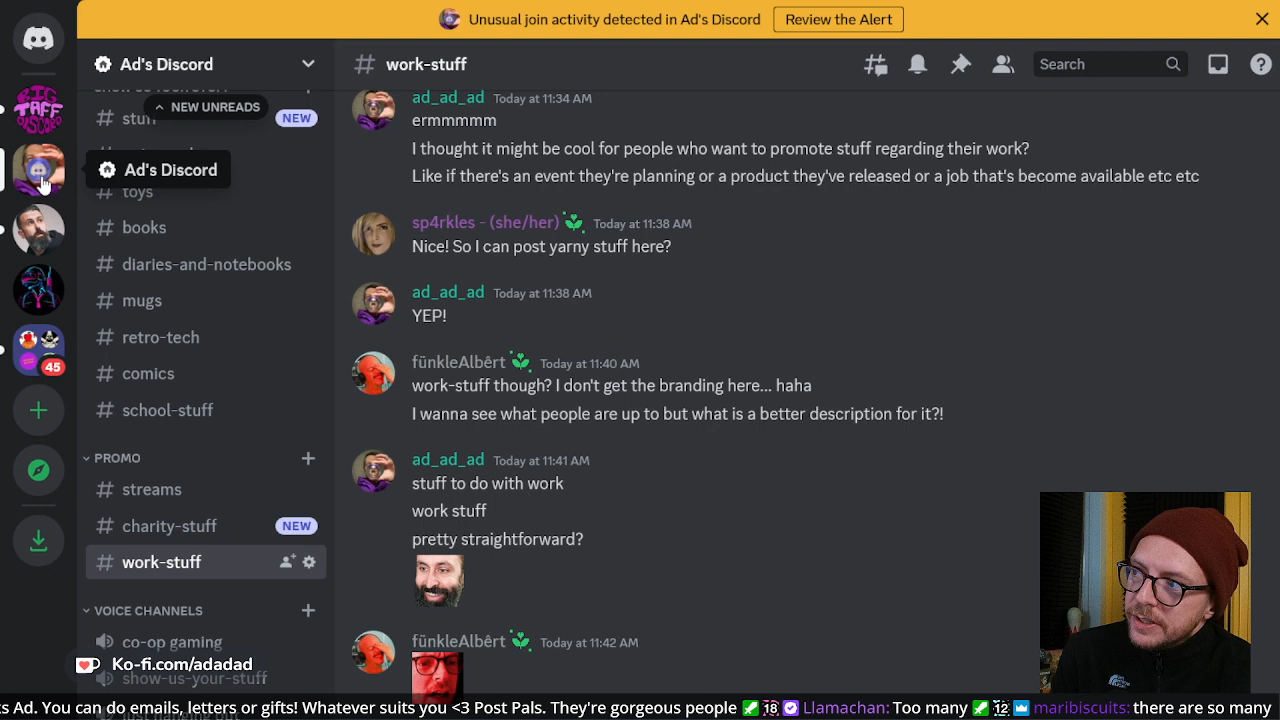 Unusual join activity detected in Ad's Discord
Review the Alert
Ad's Discord
work-stuff
Search
NEW UNREADS
stuff
NEW
Ad's Discord
toys
books
diaries-and-notebooks
mugs
retro-tech
comics
school-stuff
PROMO
streams
charity-stuff
NEW
work-stuff
VOICE CHANNELS
co-op gaming
show-us-your-stuff
just hanging out
BIG TAFF DISCORD
45
ad_ad_ad Today at 11:34 AM
ermmmmm
I thought it might be cool for people who want to promote stuff regarding their work?
Like if there's an event they're planning or a product they've released or a job that's become available etc etc
sp4rkles - (she/her) Today at 11:38 AM
Nice! So I can post yarny stuff here?
ad_ad_ad Today at 11:38 AM
YEP!
fünkleAlbêrt Today at 11:40 AM
work-stuff though? I don't get the branding here... haha
I wanna see what people are up to but what is a better description for it?!
ad_ad_ad Today at 11:41 AM
stuff to do with work
work stuff
pretty straightforward?
fünkleAlbêrt Today at 11:42 AM
Ko-fi.com/adadad
s Ad. You can do emails, letters or gifts! Whatever suits you <3 Post Pals. They're gorgeous people 18 Llamachan: Too many 12 maribiscuits: there are so many